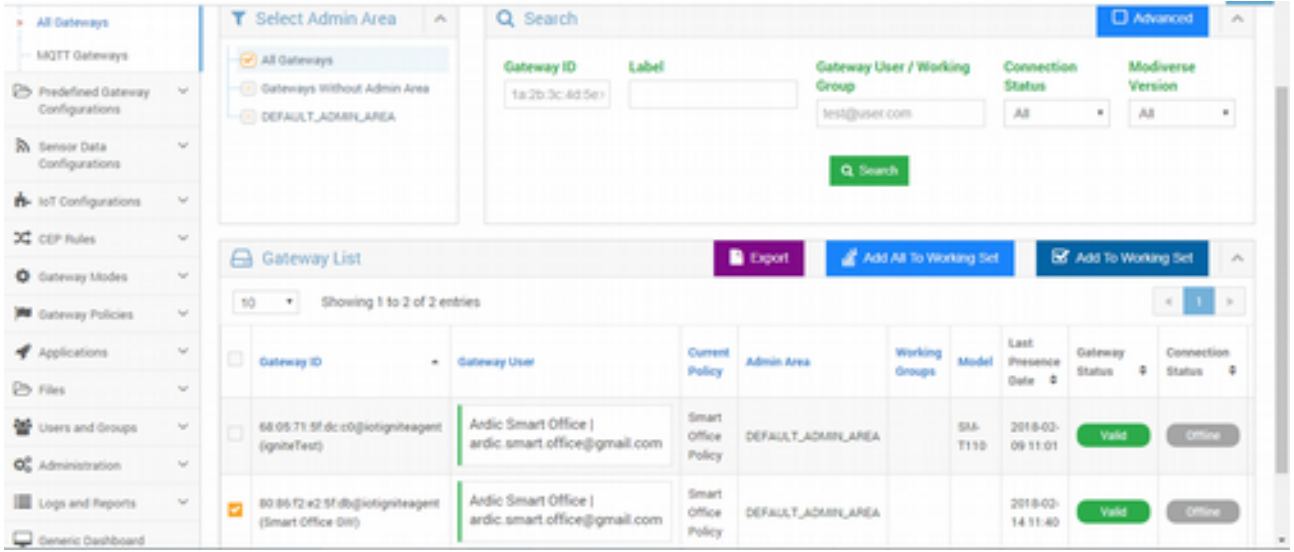 All Gateways
MQTT Gateways
Predefined Gateway
Configurations
Sensor Data
Configurations
IoT Configurations
CEP Rules
Gateway Modes
Gateway Policies
Applications
Files
Users and Groups
Administration
Logs and Reports
Generic Dashboard
Select Admin Area
All Gateways
Gateways Without Admin Area
DEFAULT_ADMIN_AREA
Search
Advanced
Gateway ID
1a:2b:3c:4d:5e:
Label
Gateway User / Working
Group
test@user.com
Connection
Status
All
Modiverse
Version
All
Search
Gateway List
Export
Add All To Working Set
Add To Working Set
10
Showing 1 to 2 of 2 entries
<
1
>
Gateway ID
Gateway User
Current
Policy
Admin Area
Working
Groups
Model
Last
Presence
Date
Gateway
Status
Connection
Status
68:05:71:5f:dc:c0@iotigniteagent
(igniteTest)
Ardic Smart Office |
ardic.smart.office@gmail.com
Smart
Office
Policy
DEFAULT_ADMIN_AREA
SM-
T110
2018-02-
09 11:01
Valid
Offline
80:86:f2:e2:5f:db@iotigniteagent
(Smart Office
Ardic Smart Office |
ardic.smart.office@gmail.com
Smart
Office
Policy
DEFAULT_ADMIN_AREA
2018-02-
14 11:40
Valid
Offline